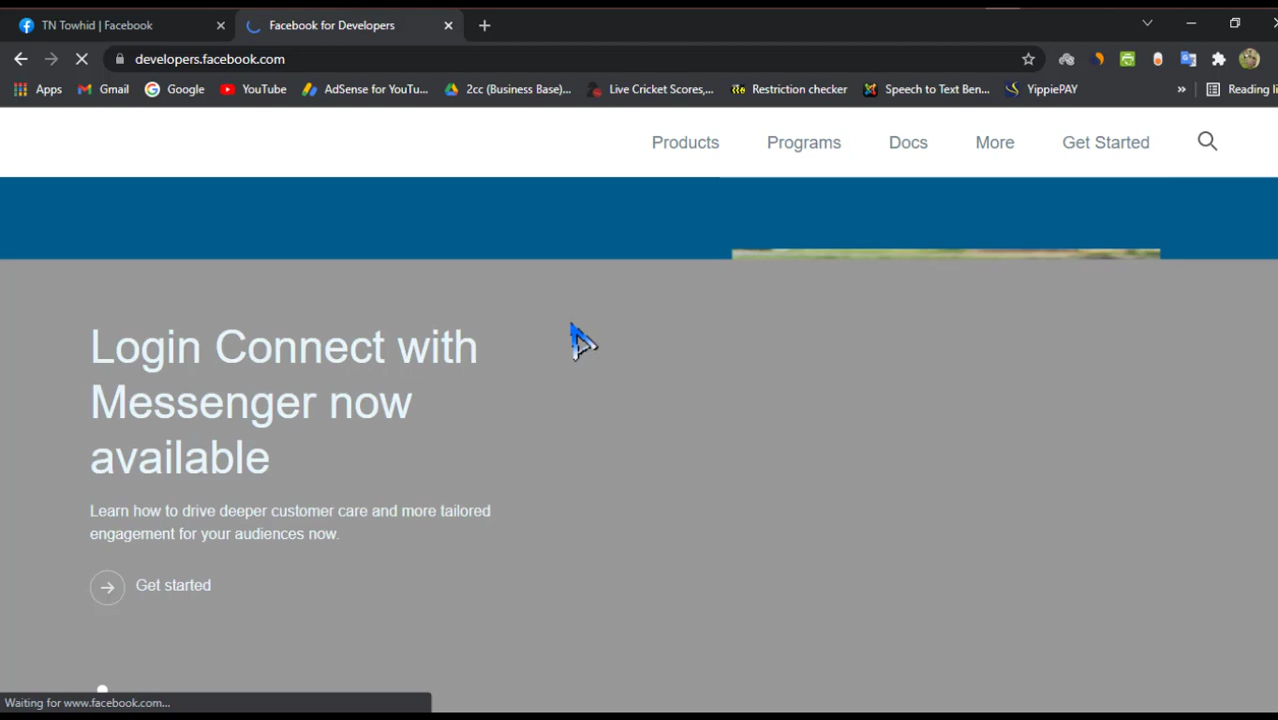 TN Towhid | Facebook
Facebook for Developers
developers.facebook.com
Apps Gmail Google YouTube AdSense for YouTu... 2cc (Business Base)... Live Cricket Scores,... Restriction checker Speech to Text Ben... YippiePAY » Reading li
Products Programs Docs More Get Started
Login Connect with
Messenger now
available
Learn how to drive deeper customer care and more tailored
engagement for your audiences now.
Get started
Waiting for www.facebook.com...